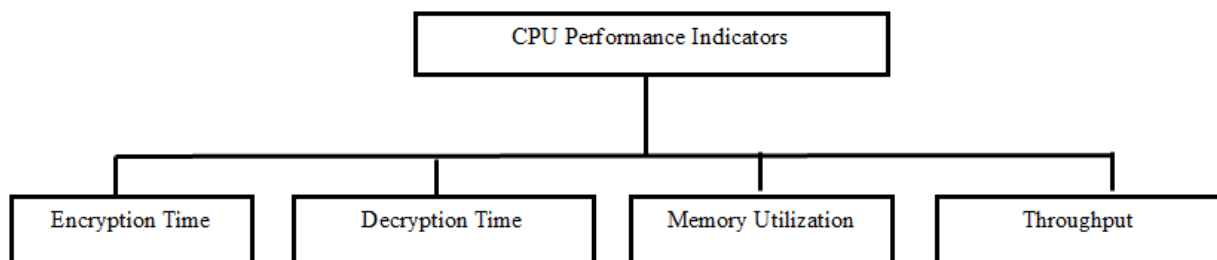 CPU Performance Indicators
Encryption Time
Decryption Time
Memory Utilization
Throughput